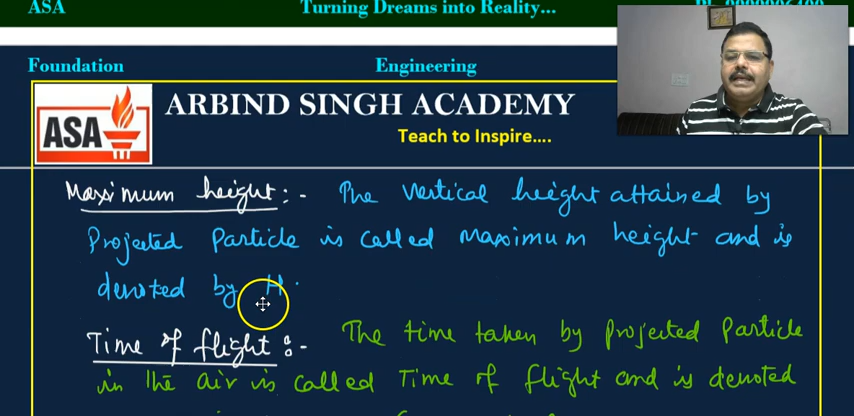 ASA Turning Dreams into Reality...
Foundation Engineering
ASA ARBIND SINGH ACADEMY
Teach to Inspire....
Maximum height :- The Vertical height attained by
Projected Particle is called Maximum height and is
denoted by H.
Time of flight :- The time taken by projected Particle
in the air is called Time of flight and is denoted